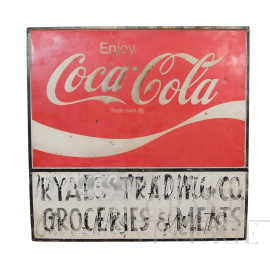 Enjoy
Coca-Cola
Trade-mark ®
TRADING CO.
GROCERIES & MEATS